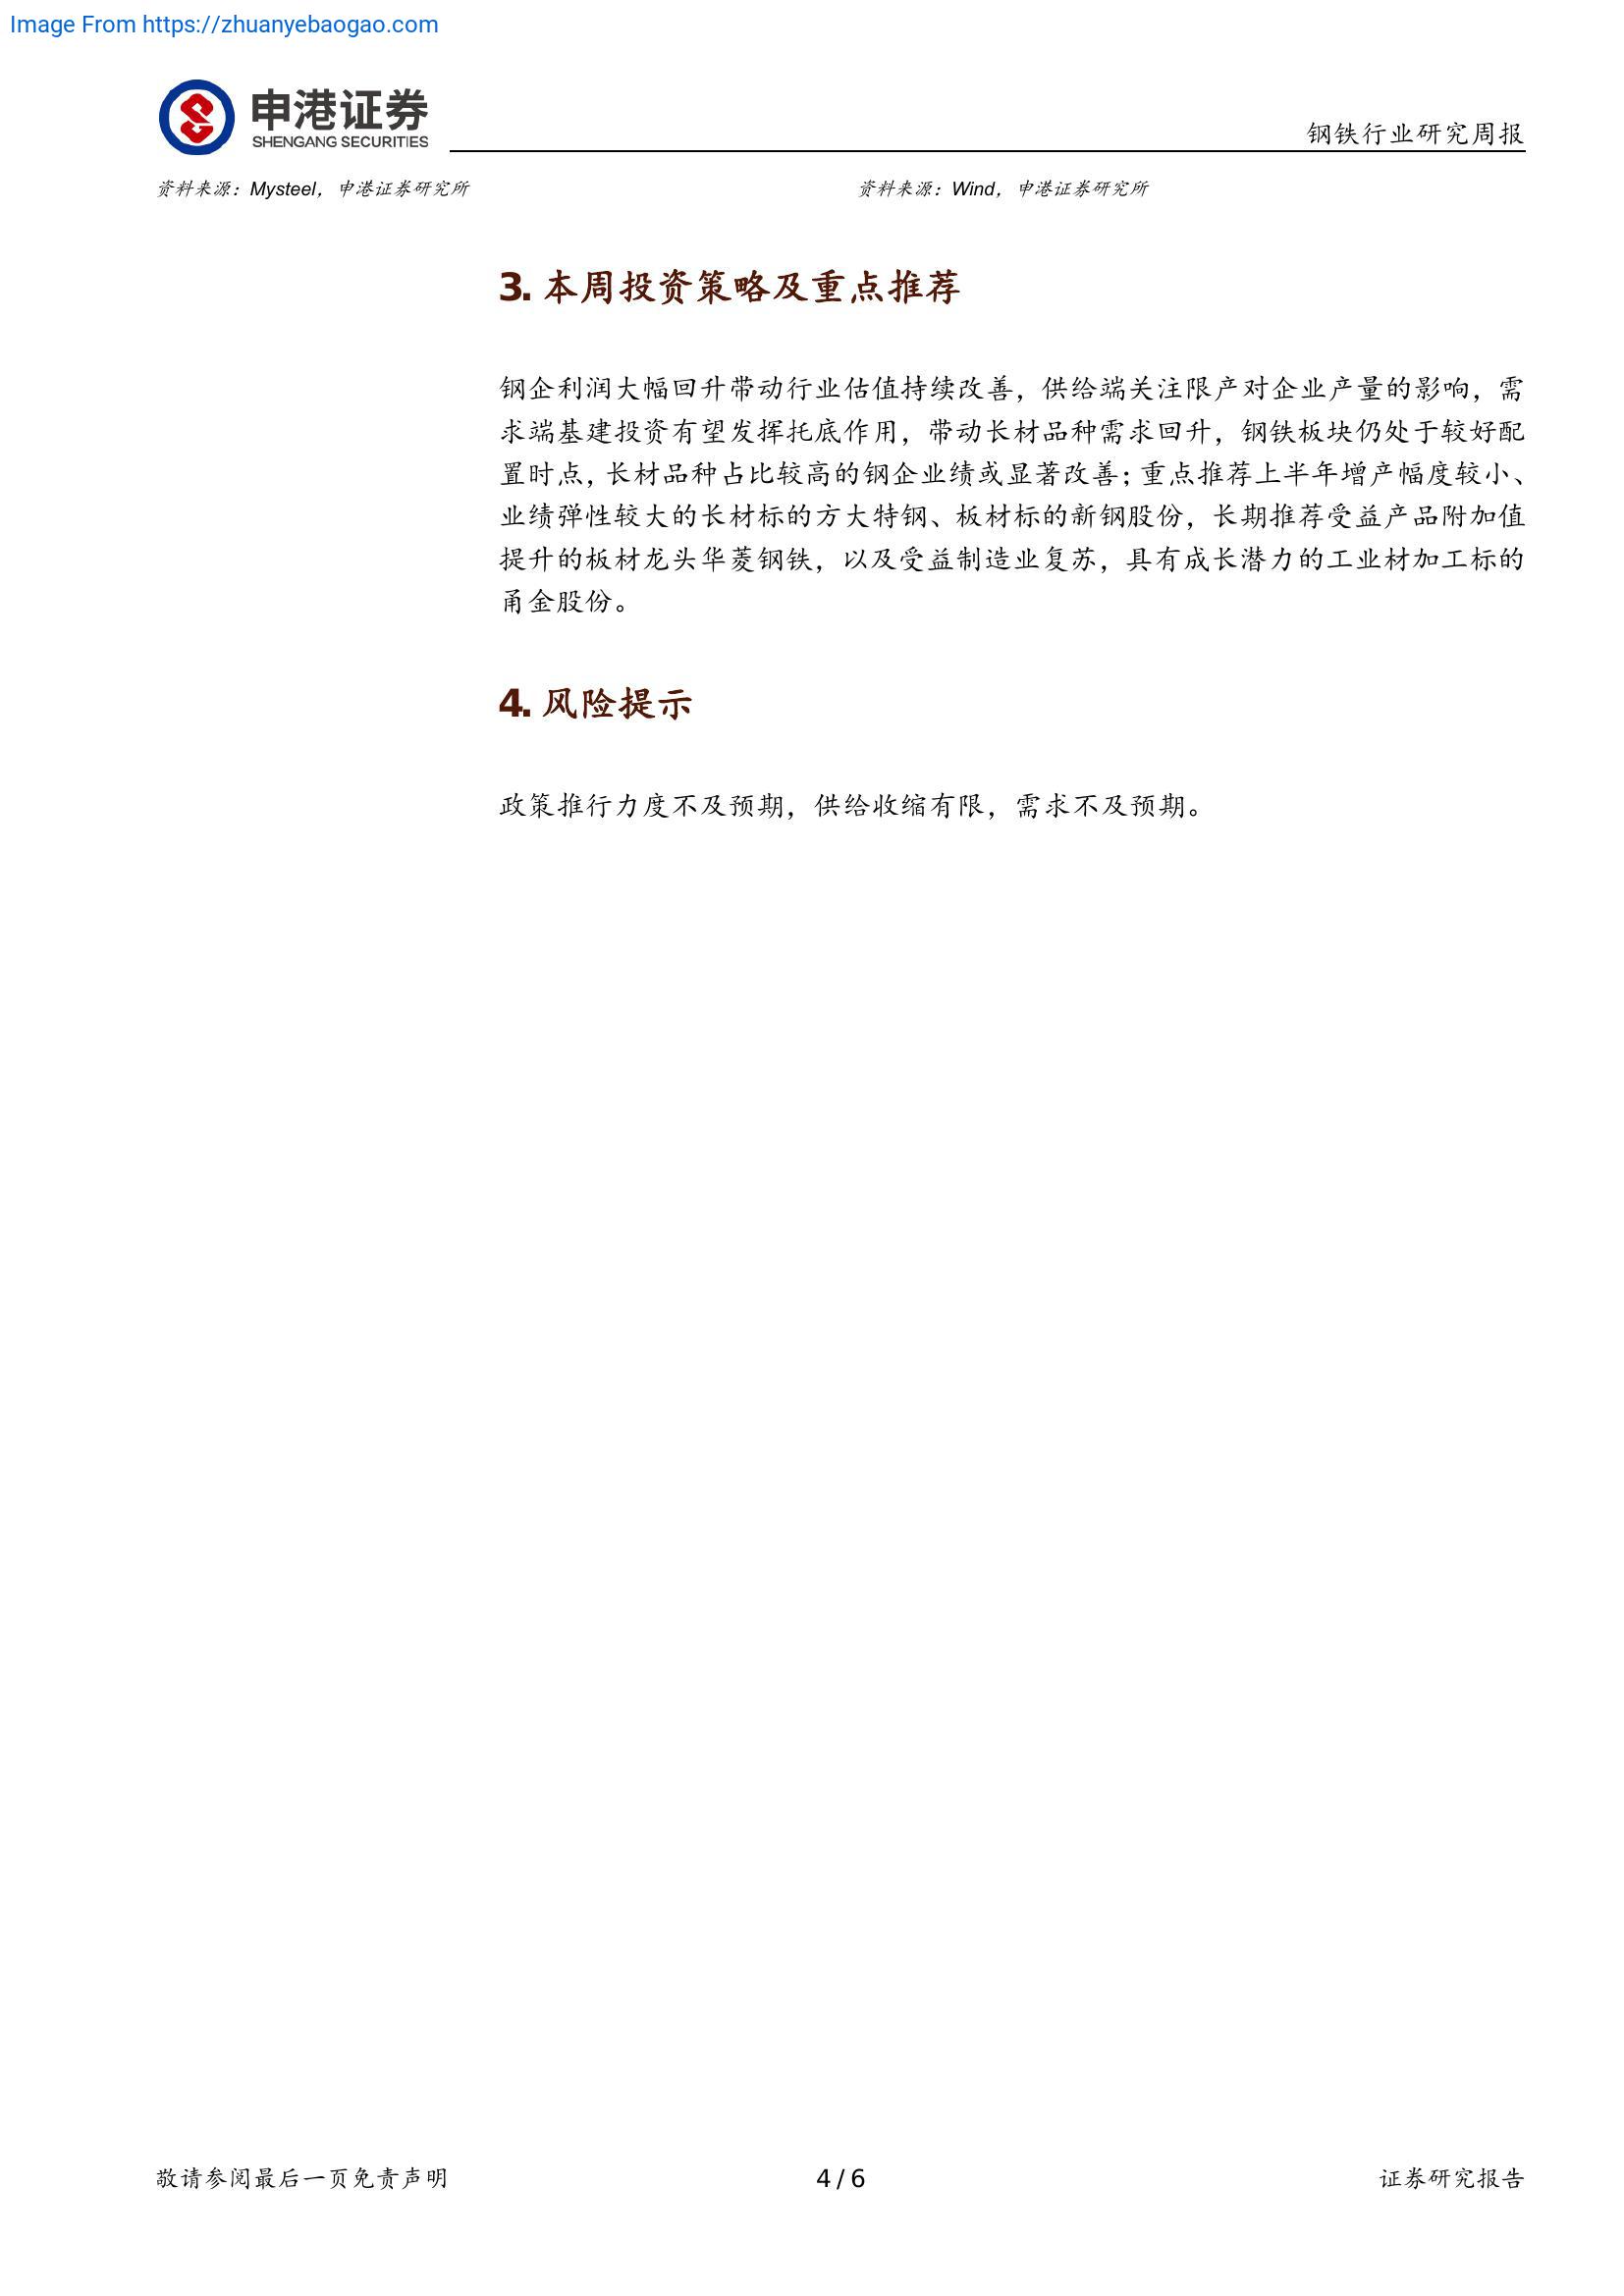 Image From https://zhuanyebaogao.com
申港证券
SHENGANG SECURITIES
钢铁行业研究周报
资料来源：Mysteel，申港证券研究所
资料来源：Wind，申港证券研究所
3. 本周投资策略及重点推荐
钢企利润大幅回升带动行业估值持续改善，供给端关注限产对企业产量的影响，需
求端基建投资有望发挥托底作用，带动长材品种需求回升，钢铁板块仍处于较好配
置时点，长材品种占比较高的钢企业绩或显著改善；重点推荐上半年增产幅度较小、
业绩弹性较大的长材标的方大特钢、板材标的新钢股份，长期推荐受益产品附加值
提升的板材龙头华菱钢铁，以及受益制造业复苏，具有成长潜力的工业材加工标的
甬金股份。
4. 风险提示
政策推行力度不及预期，供给收缩有限，需求不及预期。
敬请参阅最后一页免责声明
4 / 6
证券研究报告